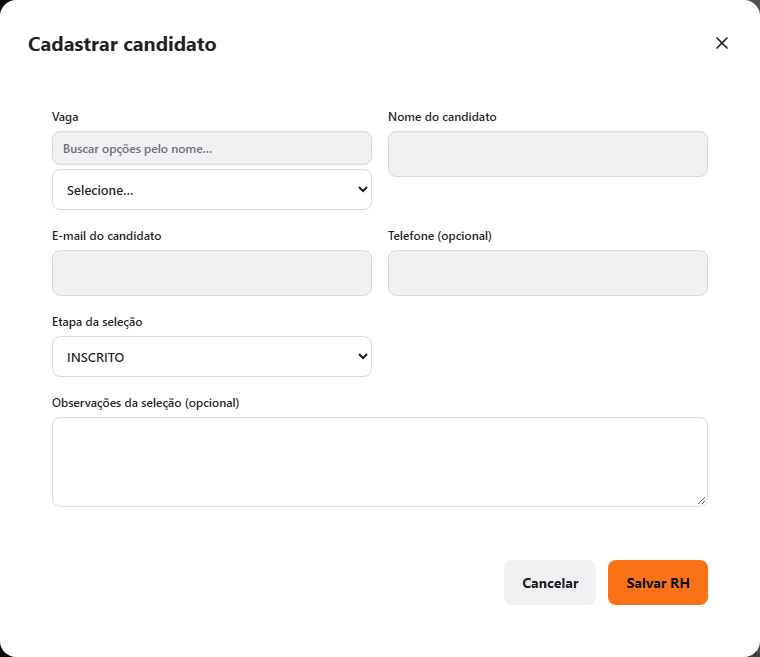 Cadastrar candidato
Vaga
Nome do candidato
Buscar opções pelo nome...
Selecione...
E-mail do candidato
Telefone (opcional)
Etapa da seleção
INSCRITO
Observações da seleção (opcional)
Cancelar
Salvar RH